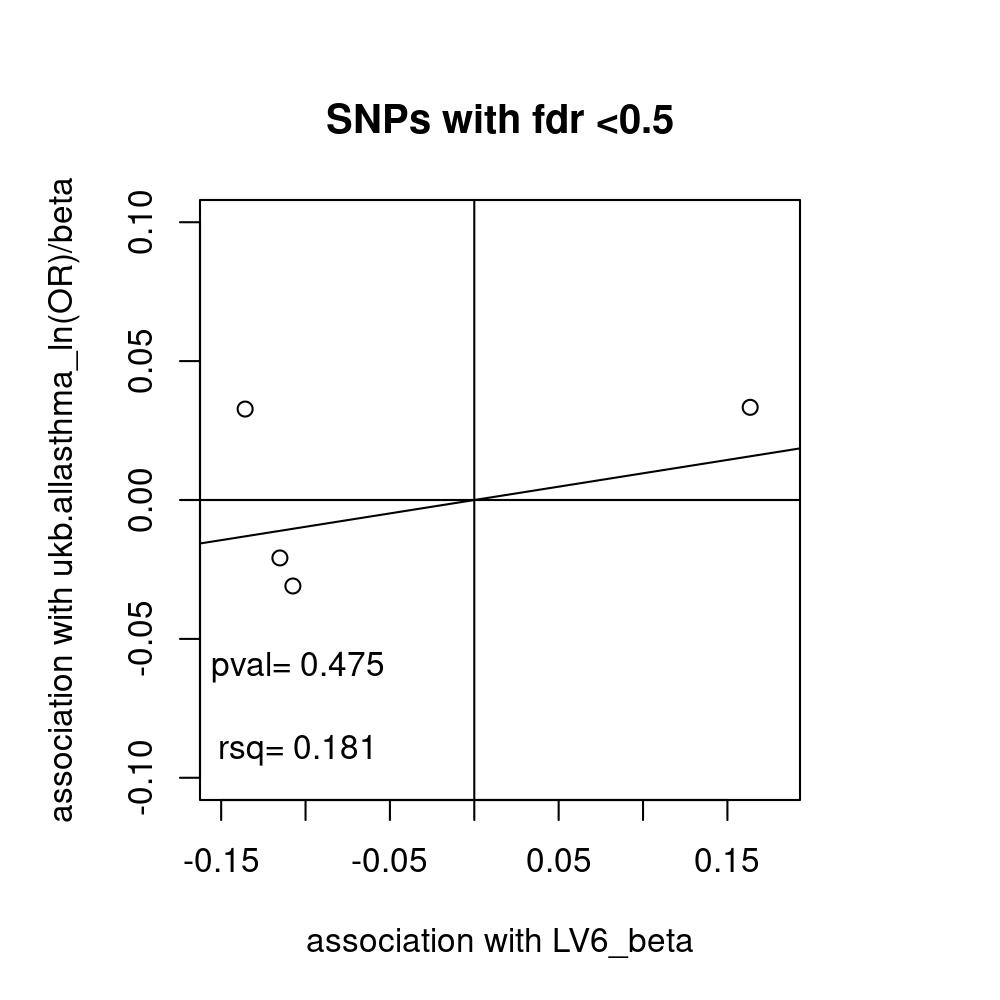 SNPs with fdr <0.5
association with ukb.allasthma_ln(OR)/beta
0.10
0.05
0.00
-0.05
-0.10
pval= 0.475
rsq= 0.181
-0.15 -0.05 0.05 0.15
association with LV6_beta